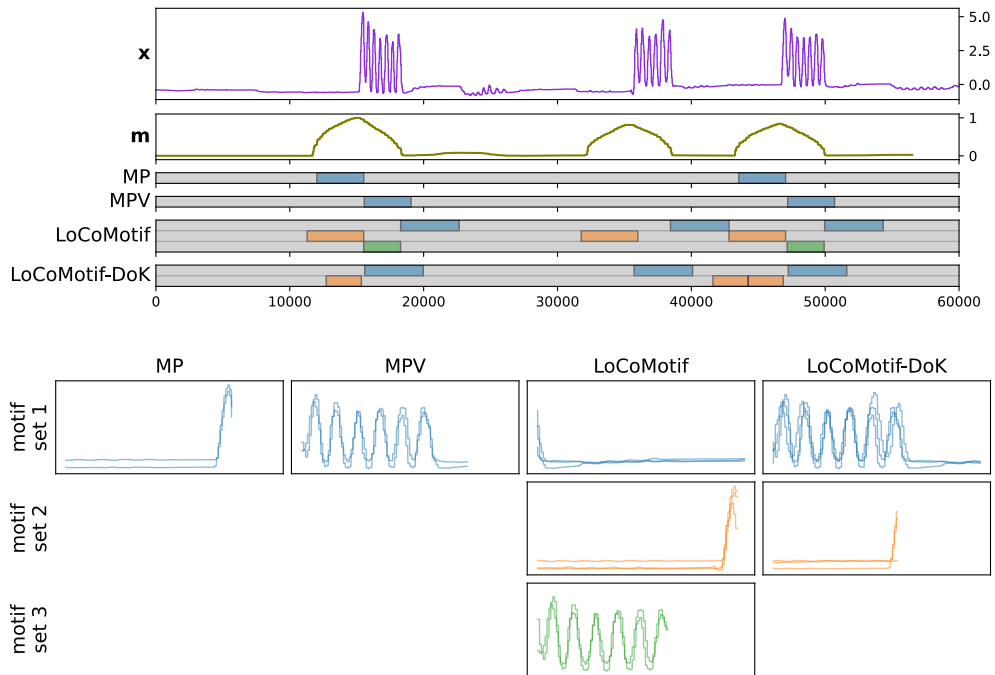 x
5.0
2.5
0.0
m
1
0
MP
MPV
LoCoMotif
LoCoMotif-DoK
0 10000 20000 30000 40000 50000 60000
MP MPV LoCoMotif LoCoMotif-DoK
motif
set 1
motif
set 2
motif
set 3